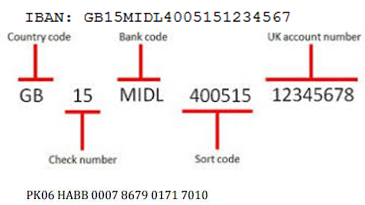 IBAN: GB15MIDL4005151234567
Country code Bank code UK account number
GB 15 MIDL 400515 12345678
Check number Sort code
PK06 HABB 0007 8679 0171 7010